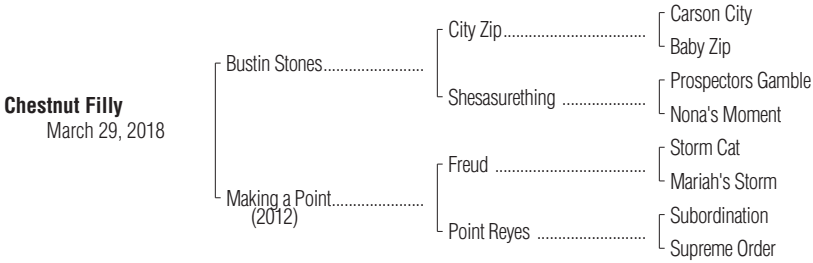 Chestnut Filly
March 29, 2018
Bustin Stones........................
Making a Point......................
(2012)
City Zip...................................
Shesasurething .....................
Freud .....................................
Point Reyes ...........................
Carson City
Baby Zip
Prospectors Gamble
Nona's Moment
Storm Cat
Mariah's Storm
Subordination
Supreme Order